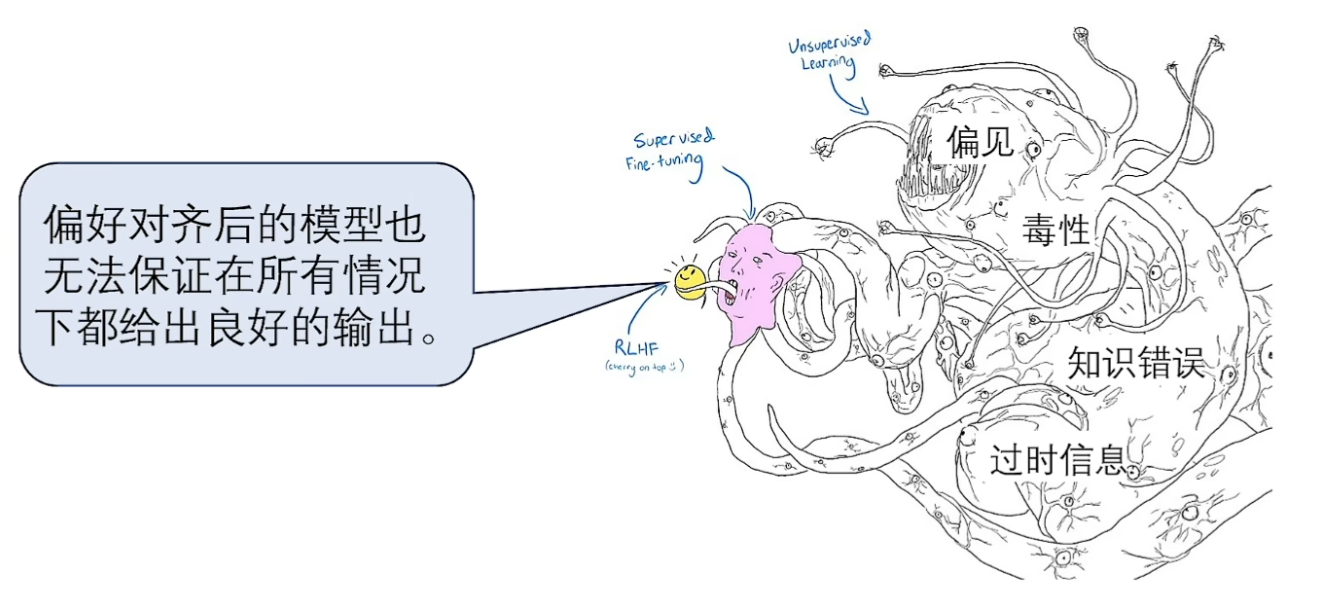 偏好对齐后的模型也
无法保证在所有情况
下都给出良好的输出。
Unsupervised
Learning
Supervised
Fine-tuning
RLHF
(cherry on top :))
偏见
毒性
知识错误
过时信息